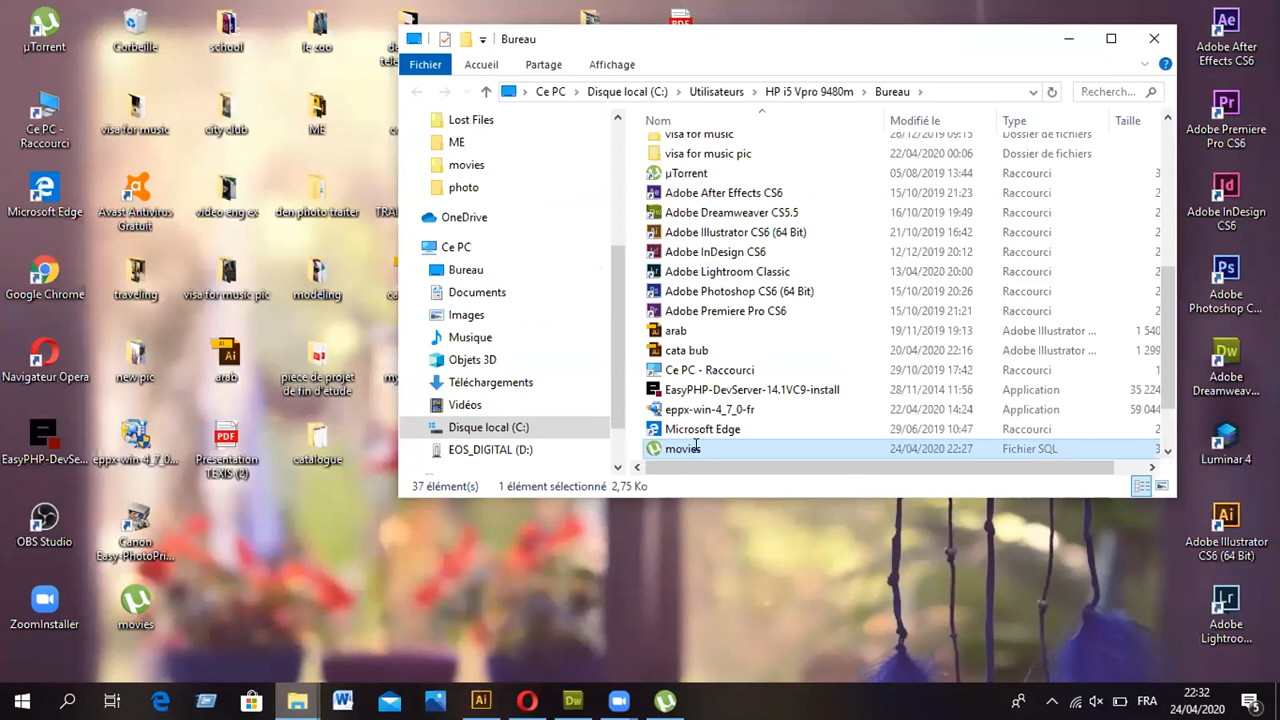 µTorrent
Corbeille
school
le zoo
Ce PC -
Raccourci
visa for music
city club
ME
Microsoft Edge
Avast Antivirus
Gratuit
video eng ex
den photo traiter
Google Chrome
traveling
visa for music pic
modeling
Navigateur Opera
new pic
arab
piece de projet
de fin d'etude
EasyPHP-DevSe...
eppx-win-4_7_0...
Presentation
TEXIS (2)
catalogue
OBS Studio
Canon
Easy-PhotoPri...
ZoomInstaller
movies
PDF
Bureau
Fichier
Accueil
Partage
Affichage
Ce PC > Disque local (C:) > Utilisateurs > HP i5 Vpro 9480m > Bureau >
Recherch...
Nom Modifié le Type Taille
Lost Files
ME
movies
photo
OneDrive
Ce PC
Bureau
Documents
Images
Musique
Objets 3D
Téléchargements
Vidéos
Disque local (C:)
EOS_DIGITAL (D:)
visa for music 26/12/2019 09:15 Dossier de fichiers
visa for music pic 22/04/2020 00:06 Dossier de fichiers
µTorrent 05/08/2019 13:44 Raccourci 3
Adobe After Effects CS6 15/10/2019 21:23 Raccourci 2
Adobe Dreamweaver CS5.5 16/10/2019 19:49 Raccourci 2
Adobe Illustrator CS6 (64 Bit) 21/10/2019 16:42 Raccourci 2
Adobe InDesign CS6 12/12/2019 20:12 Raccourci 2
Adobe Lightroom Classic 13/04/2020 20:00 Raccourci 2
Adobe Photoshop CS6 (64 Bit) 15/10/2019 20:26 Raccourci 2
Adobe Premiere Pro CS6 15/10/2019 21:21 Raccourci 2
arab 19/11/2019 19:13 Adobe Illustrator ... 1 540
cata bub 20/04/2020 22:16 Adobe Illustrator ... 1 299
Ce PC - Raccourci 29/10/2019 17:42 Raccourci 1
EasyPHP-DevServer-14.1VC9-install 28/11/2014 11:56 Application 35 224
eppx-win-4_7_0-fr 22/04/2020 14:24 Application 59 044
Microsoft Edge 29/06/2019 10:47 Raccourci 2
movies 24/04/2020 22:27 Fichier SQL 3
37 élément(s) 1 élément sélectionné 2,75 Ko
Adobe After
Effects CS6
Adobe Premiere
Pro CS6
Adobe InDesign
CS6
Adobe
Photoshop C...
Adobe
Dreamweav...
Luminar 4
Adobe Illustrator
CS6 (64 Bit)
Adobe
Lightroo...
FRA
22:32
24/04/2020
5